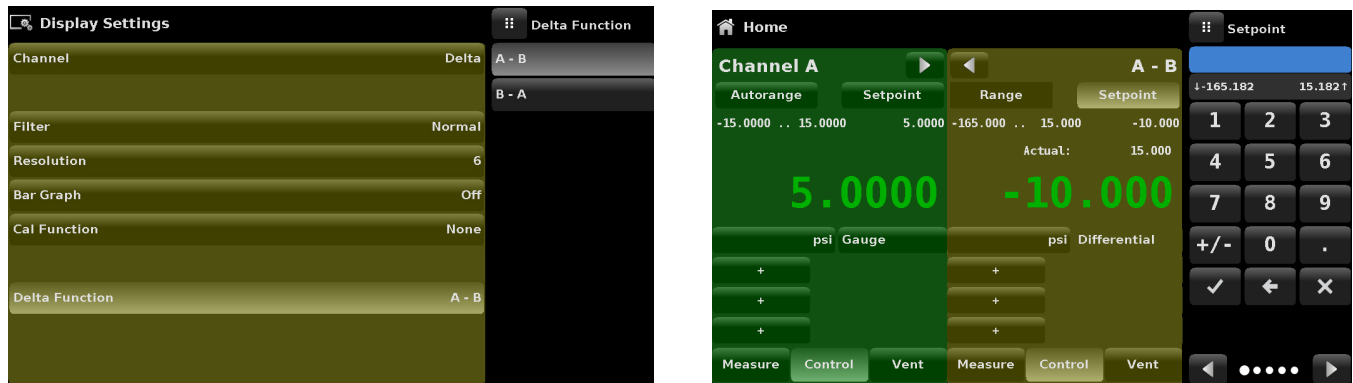 Display Settings
Delta Function
Channel Delta
A - B
B - A
Filter Normal
Resolution 6
Bar Graph Off
Cal Function None
Delta Function A - B
Home
Setpoint
Channel A
A - B
Autorange Setpoint
Range Setpoint
↓-165.182 15.182↑
-15.0000 .. 15.0000 5.0000
-165.000 .. 15.000 -10.000
Actual: 15.000
5.0000
-10.000
psi Gauge
psi Differential
+ +
+ +
+ +
Measure Control Vent
Measure Control Vent
1 2 3
4 5 6
7 8 9
+/- 0 .